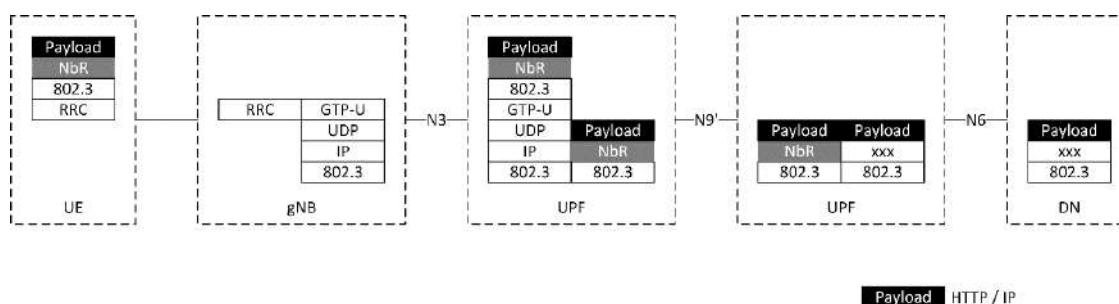 Payload
NbR
802.3
RRC
UE
RRC GTP-U
UDP
IP
802.3
gNB
N3
Payload
NbR
802.3
GTP-U
UDP Payload
IP NbR
802.3 802.3
UPF
N9'
Payload Payload
NbR xxx
802.3 802.3
UPF
N6
Payload
xxx
802.3
DN
Payload HTTP / IP